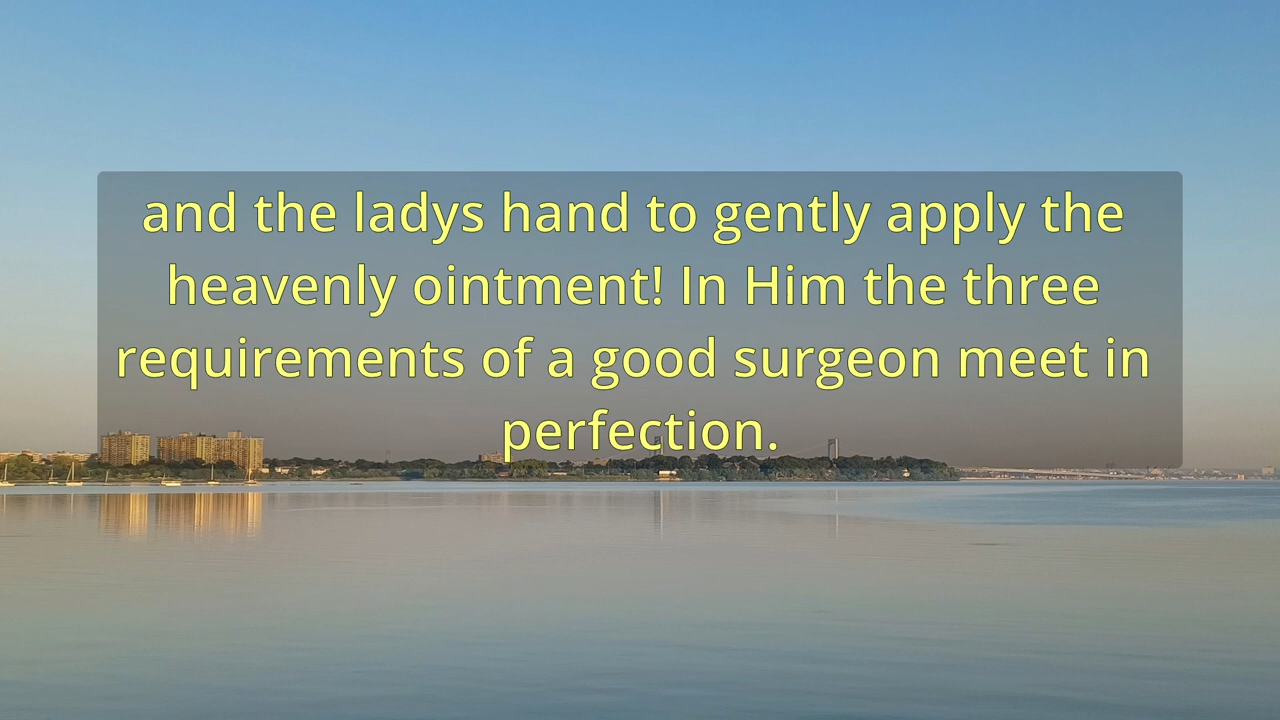 and the ladys hand to gently apply the
heavenly ointment! In Him the three
requirements of a good surgeon meet in
perfection.